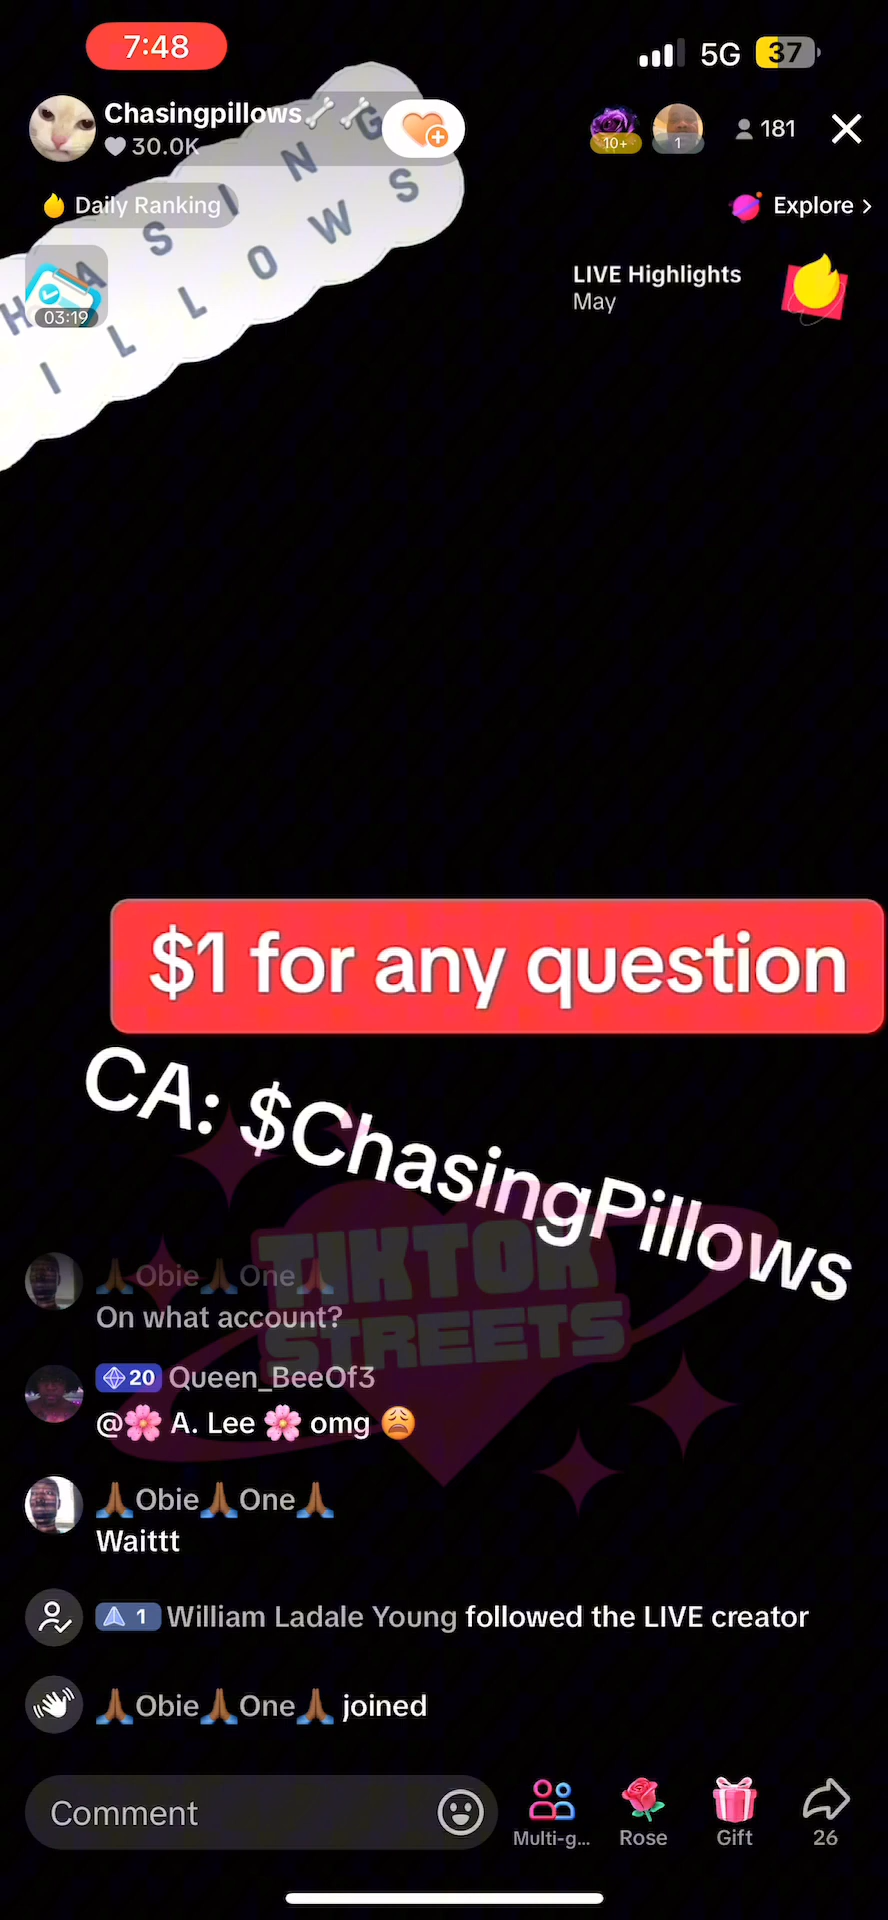 7:48
5G 37
Chasingpillows🦴🦴
30.0K
10+
1
181
Daily Ranking
Explore >
HASING
ILLOWS
03:19
LIVE Highlights
May
$1 for any question
CA: $ChasingPillows
TIKTOK
STREETS
🙏🏾Obie🙏🏾One🙏🏾
On what account?
20 Queen_BeeOf3
@🌸 A. Lee 🌸 omg 😩
🙏🏾Obie🙏🏾One🙏🏾
Waittt
1 William Ladale Young followed the LIVE creator
🙏🏾Obie🙏🏾One🙏🏾 joined
Comment
Multi-g...
Rose
Gift
26